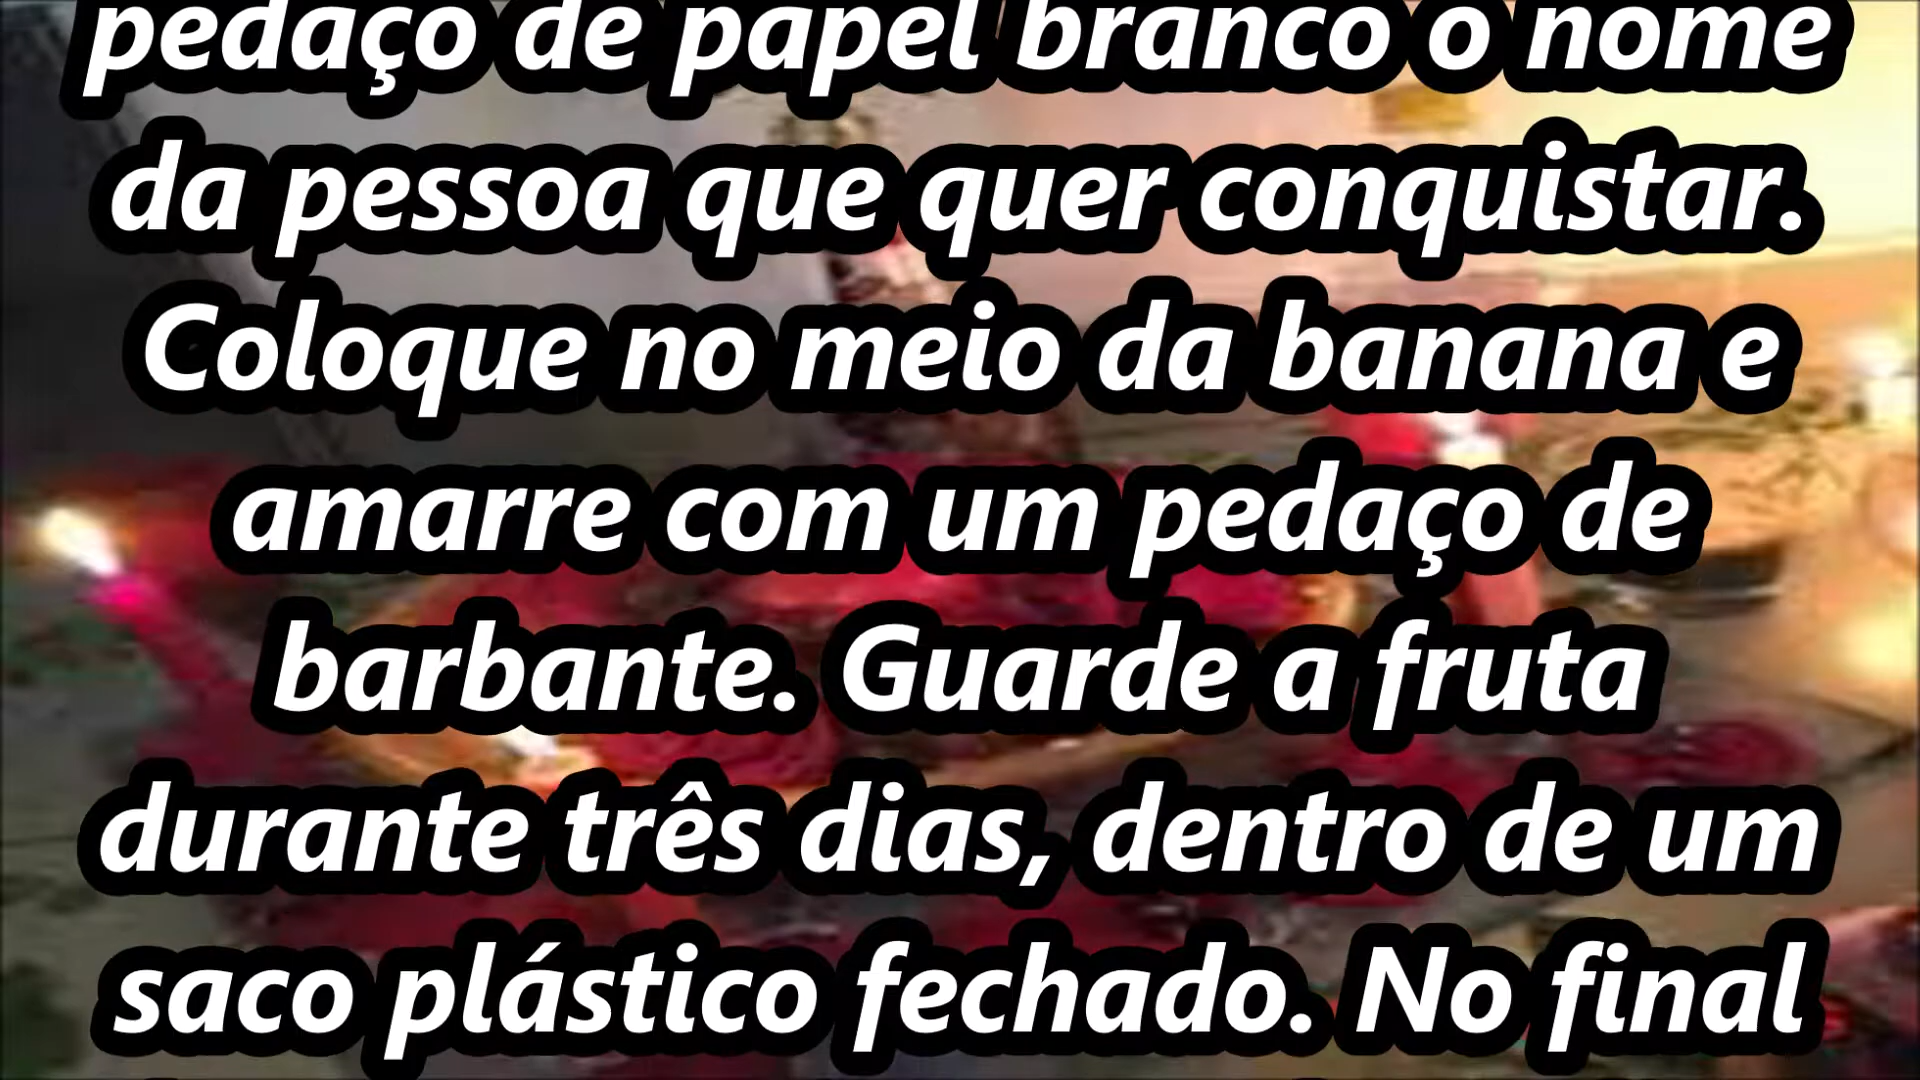 pedaço de papel branco o nome
da pessoa que quer conquistar.
Coloque no meio da banana e
amarre com um pedaço de
barbante. Guarde a fruta
durante três dias, dentro de um
saco plástico fechado. No final